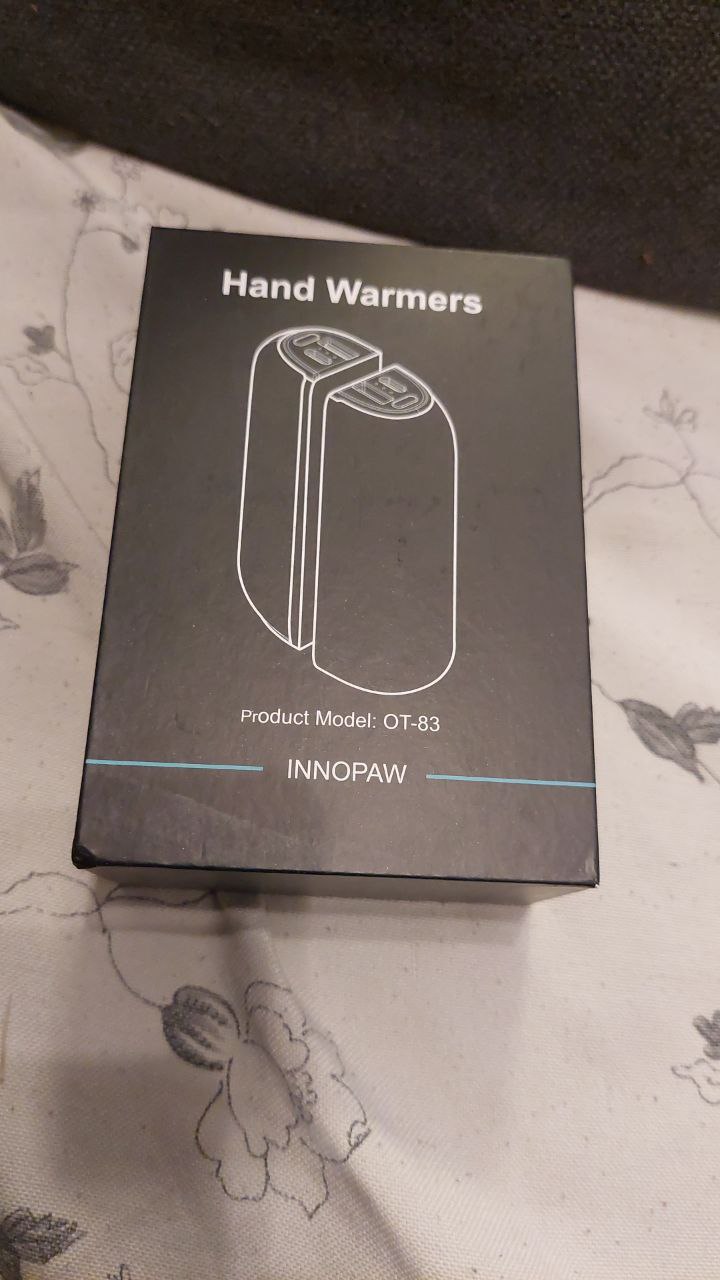 Hand Warmers
Product Model: OT-83
INNOPAW